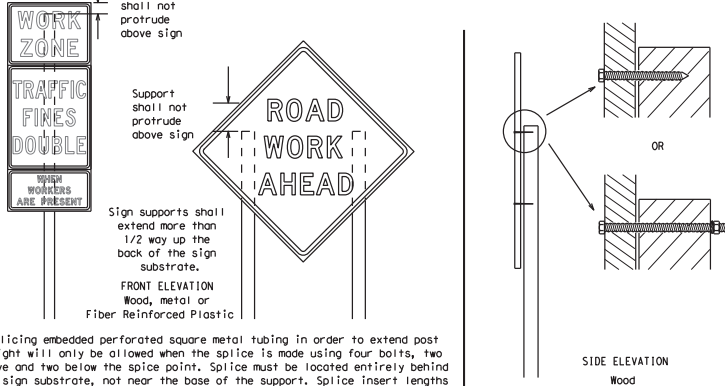 shall not
protrude
above sign
WORK
ZONE
TRAFFIC
FINES
DOUBLE
WHEN
WORKERS
ARE PRESENT
Support
shall not
protrude
above sign
ROAD
WORK
AHEAD
Sign supports shall
extend more than
1/2 way up the
back of the sign
substrate.
FRONT ELEVATION
Wood, metal or
Fiber Reinforced Plastic
OR
SIDE ELEVATION
Wood
licing embedded perforated square metal tubing in order to extend post
ght will only be allowed when the splice is made using four bolts, two
ve and two below the spice point. Splice must be located entirely behind
sign substrate, not near the base of the support. Splice insert lengths